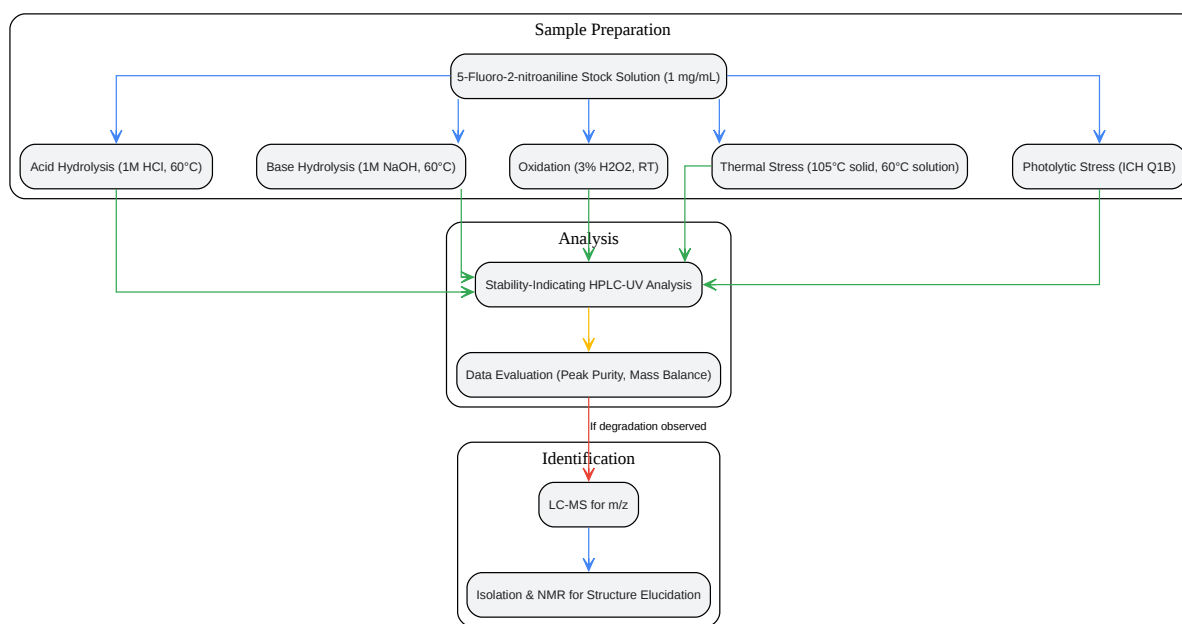 Sample Preparation
5-Fluoro-2-nitroaniline Stock Solution (1 mg/mL)
Acid Hydrolysis (1M HCl, 60°C)
Base Hydrolysis (1M NaOH, 60°C)
Oxidation (3% H2O2, RT)
Thermal Stress (105°C solid, 60°C solution)
Photolytic Stress (ICH Q1B)
Analysis
Stability-Indicating HPLC-UV Analysis
Data Evaluation (Peak Purity, Mass Balance)
If degradation observed
Identification
LC-MS for m/z
Isolation & NMR for Structure Elucidation